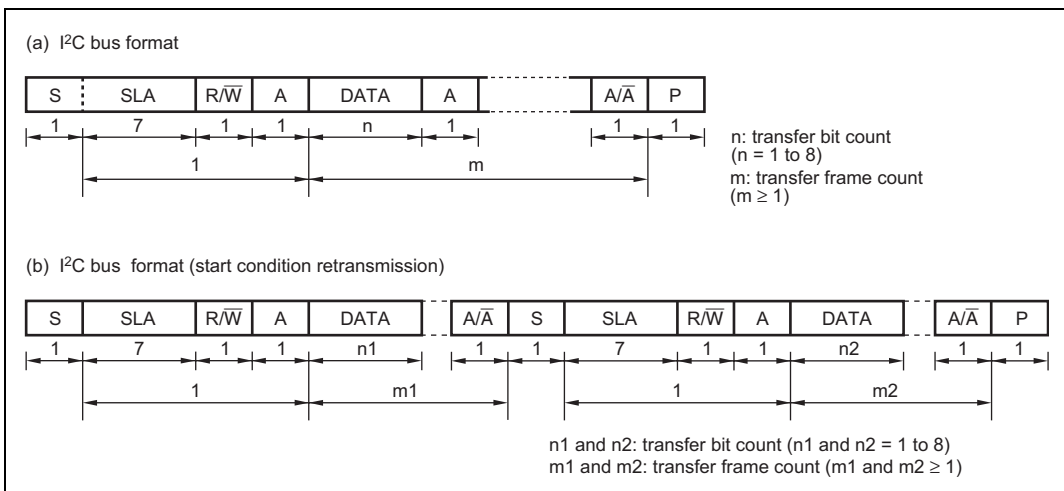 (a) I²C bus format
S SLA R/W̅ A DATA A A/A̅ P
1 7 1 1 n 1 1 1
1 m
n: transfer bit count
(n = 1 to 8)
m: transfer frame count
(m ≥ 1)
(b) I²C bus format (start condition retransmission)
S SLA R/W̅ A DATA A/A̅ S SLA R/W̅ A DATA A/A̅ P
1 7 1 1 n1 1 1 7 1 1 n2 1 1
1 m1 1 m2
n1 and n2: transfer bit count (n1 and n2 = 1 to 8)
m1 and m2: transfer frame count (m1 and m2 ≥ 1)